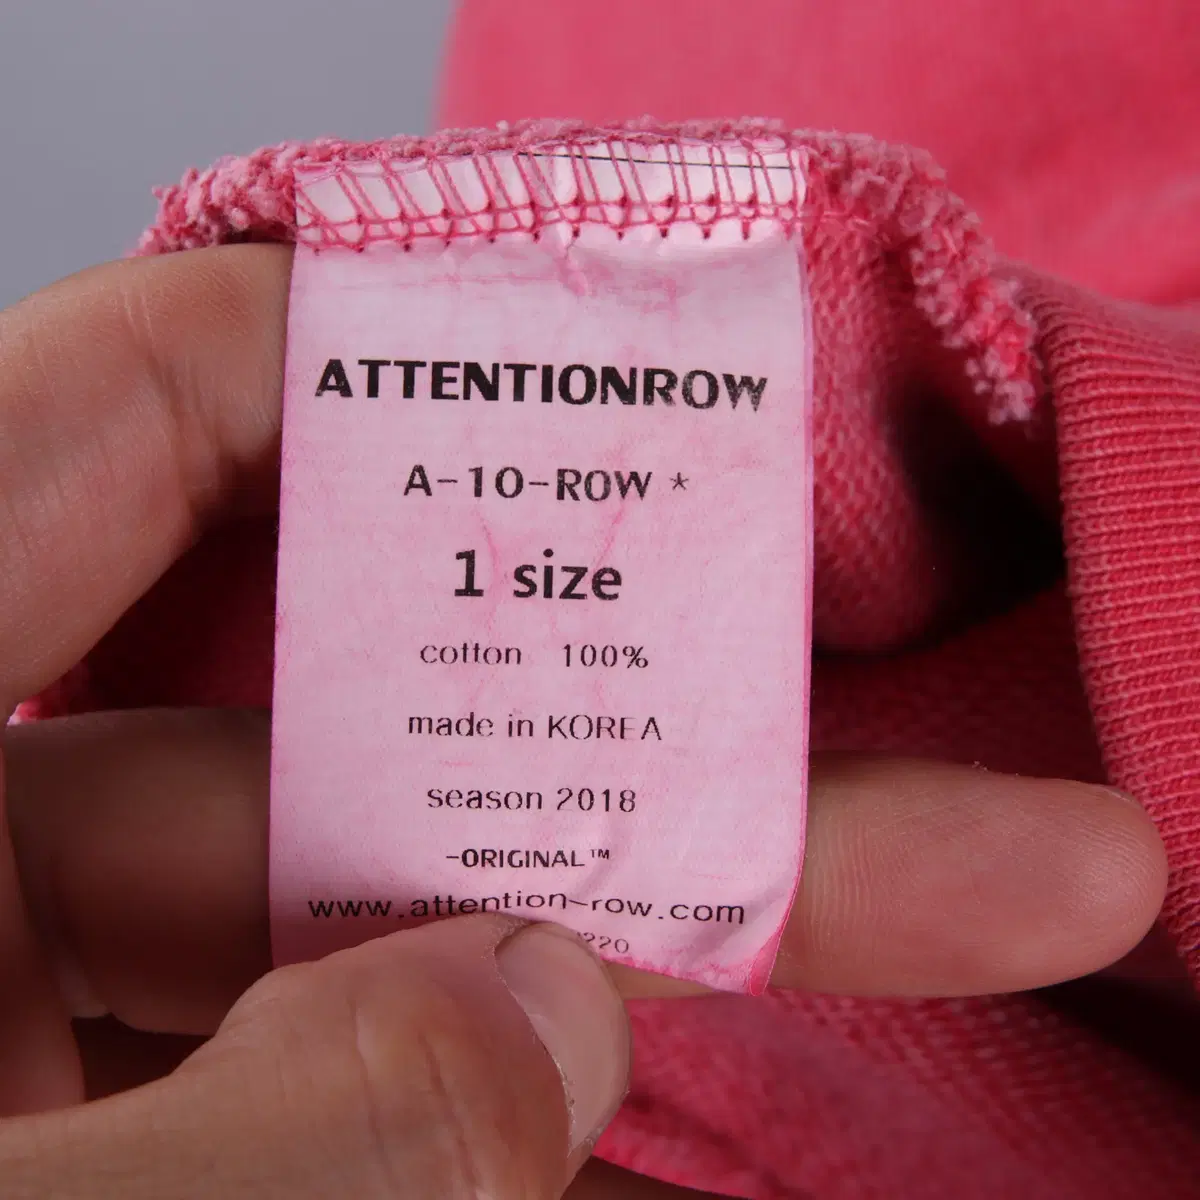 ATTENTIONROW
A-10-ROW *
1 size
cotton 100%
made in KOREA
season 2018
-ORIGINAL™
www.attention-row.com